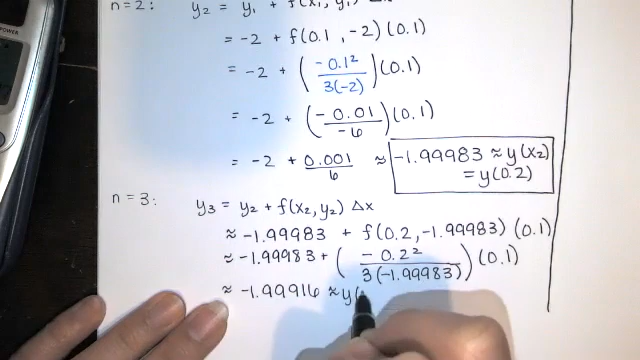 n=2: y₂ = y₁ + f(x₁, y₁) Δx
= -2 + f(0.1, -2)(0.1)
= -2 + (-0.1²/3(-2))(0.1)
= -2 + (-0.01/-6)(0.1)
= -2 + 0.001/6 ≈ -1.99983 ≈ y(x₂)
= y(0.2)
n=3: y₃ = y₂ + f(x₂, y₂) Δx
≈ -1.99983 + f(0.2, -1.99983)(0.1)
≈ -1.99983 + (-0.2²/3(-1.99983))(0.1)
≈ -1.99916 ≈ y(